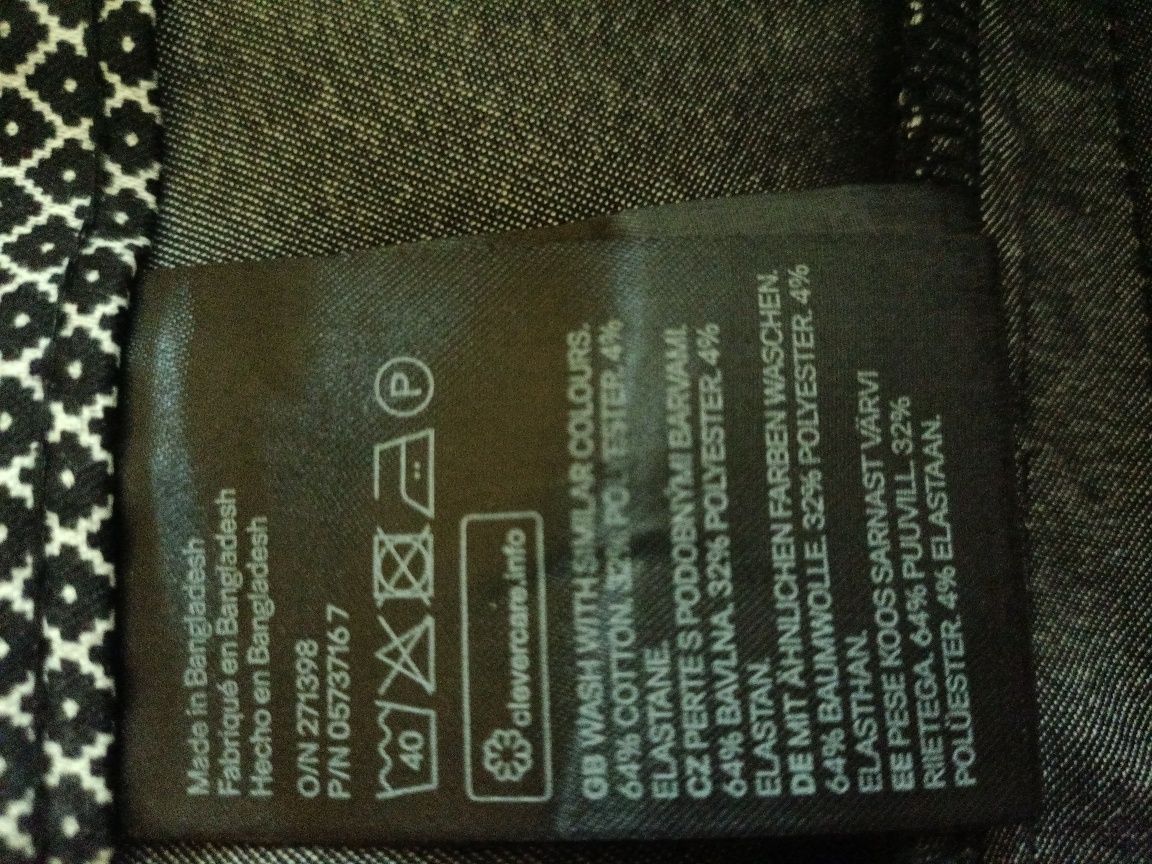 Made in Bangladesh
Fabriqué en Bangladesh
Hecho en Bangladesh
O/N 271398
P/N 0573716 7
40 P
clevercare.info
GB WASH WITH SIMILAR COLOURS.
64% COTTON. 32% POLYESTER. 4%
ELASTANE.
CZ PERTE S PODOBNÝMI BARVAMI.
64% BAVLNA. 32% POLYESTER. 4%
ELASTAN.
DE MIT ÄHNLICHEN FARBEN WASCHEN.
64% BAUMWOLLE. 32% POLYESTER. 4%
ELASTHAN.
EE PESE KOOS SARNAST VÄRVI
RIIETEGA. 64% PUUVILL. 32%
POLÜESTER. 4% ELASTAAN.